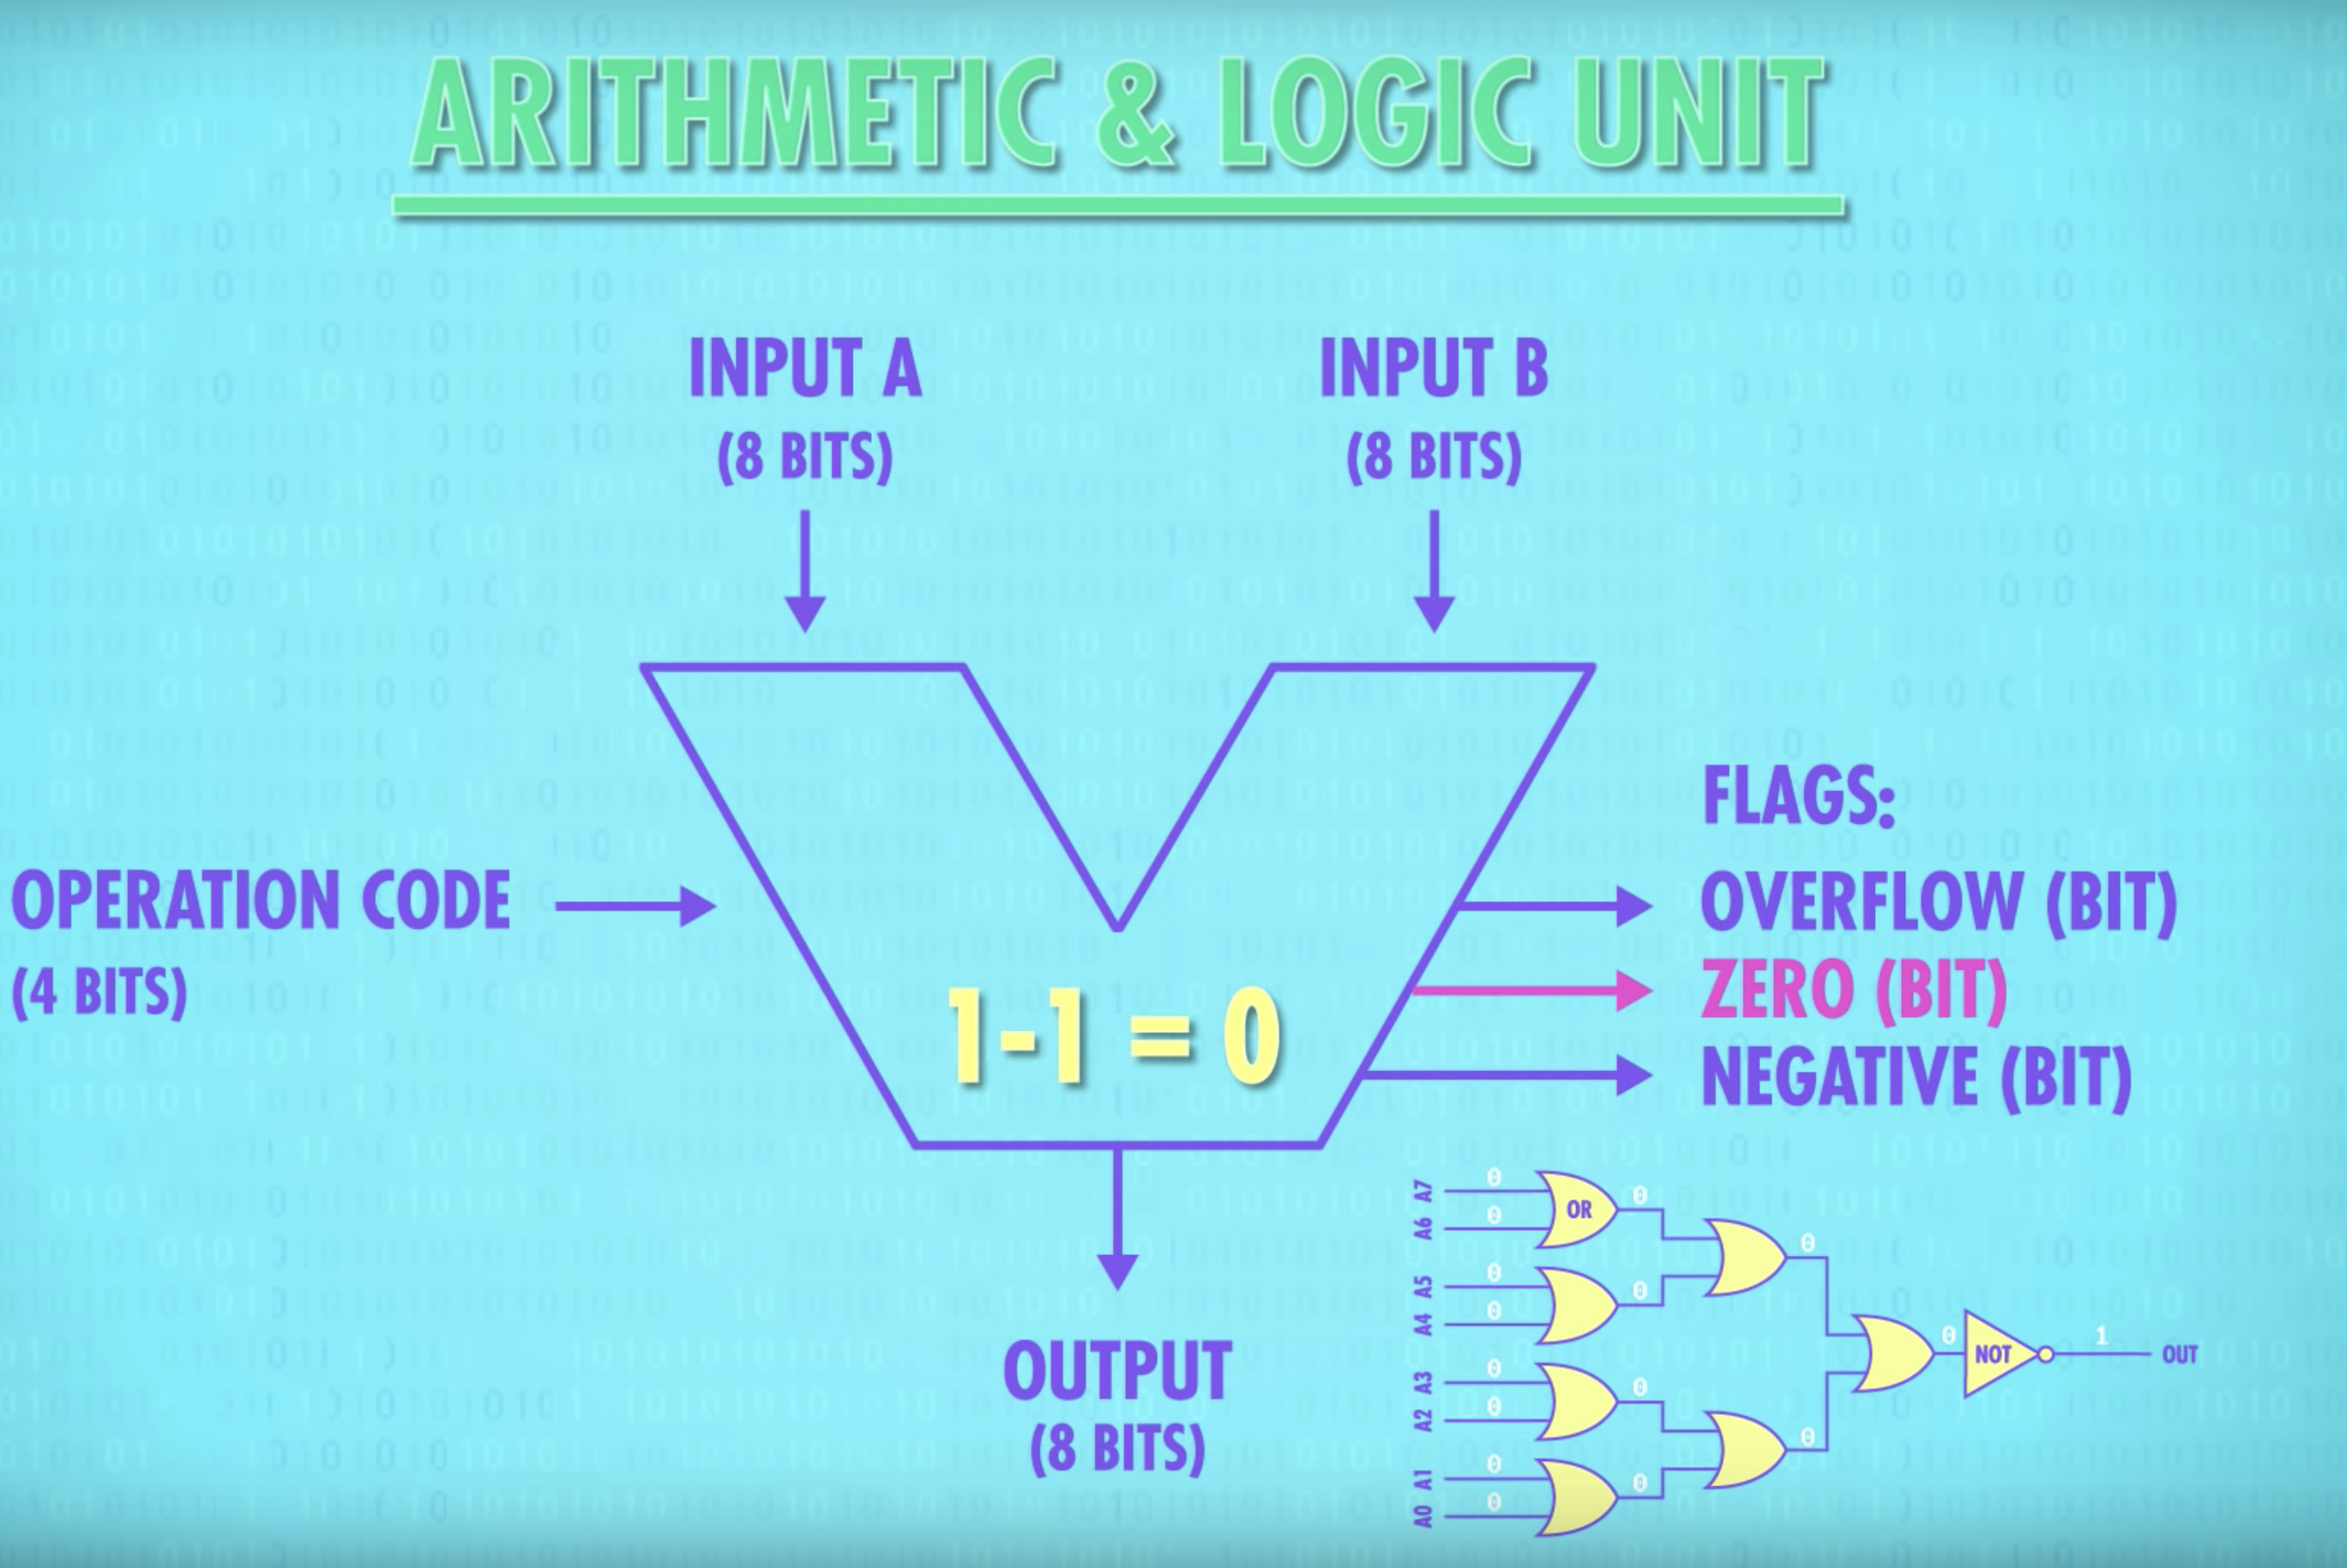 ARITHMETIC & LOGIC UNIT
INPUT A
(8 BITS)
INPUT B
(8 BITS)
OPERATION CODE
(4 BITS)
1-1 = 0
FLAGS:
OVERFLOW (BIT)
ZERO (BIT)
NEGATIVE (BIT)
OUTPUT
(8 BITS)
A7 0
A6 0
OR 0
A5 0
A4 0
0
0
A3 0
A2 0
0
A1 0
A0 0
0
0
0
NOT
1
OUT